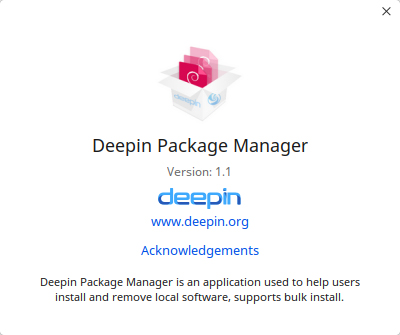 deepin
Deepin Package Manager
Version: 1.1
deepin
www.deepin.org
Acknowledgements
Deepin Package Manager is an application used to help users
install and remove local software, supports bulk install.